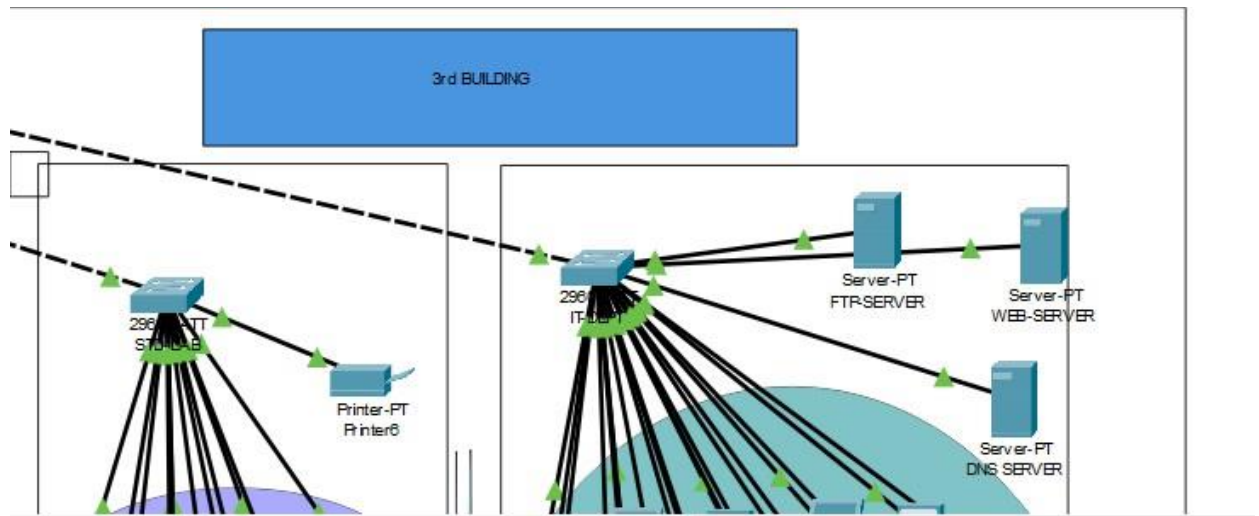 3rd BUILDING
Server-PT
FTP-SERVER
Server-PT
WEB-SERVER
IT-DEPT
Printer-PT
Printer6
Server-PT
DNS SERVER